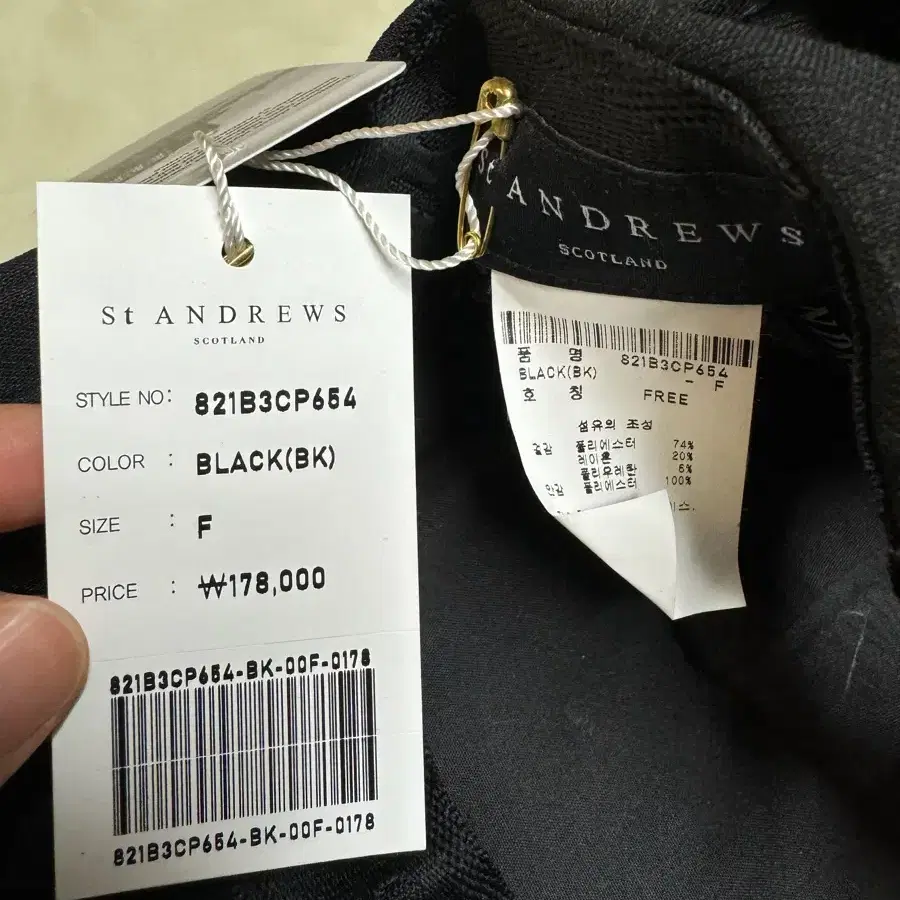 St ANDREWS
SCOTLAND
STYLE NO: 821B3CP654
COLOR : BLACK(BK)
SIZE : F
PRICE : ₩178,000
821B3CP654-BK-00F-0178
821B3CP654-BK-00F-0178
St ANDREWS
SCOTLAND
품 명 821B3CP654
BLACK(BK) - F
호 칭 FREE
섬유의 조성
겉감 폴리에스터 74%
레이온 20%
폴리우레탄 6%
안감 폴리에스터 100%